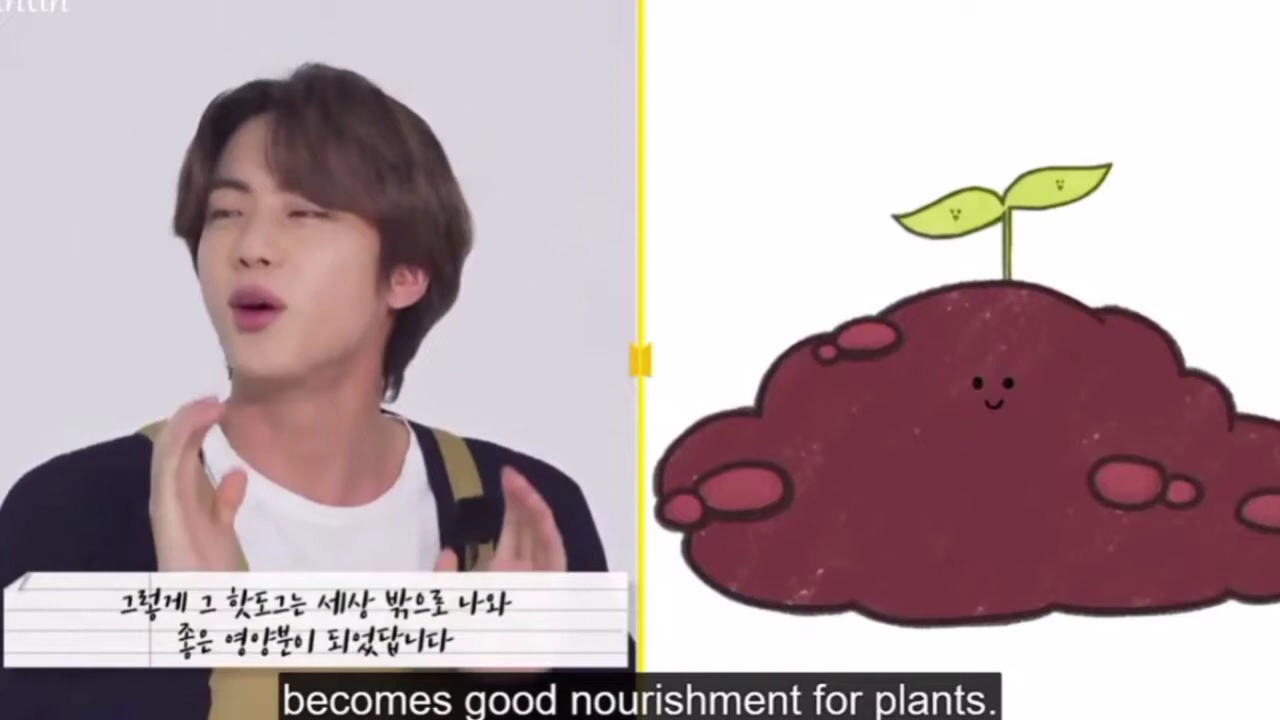 그렇게 그 핫도그는 세상 밖으로 나와
좋은 영양분이 되었답니다
becomes good nourishment for plants.